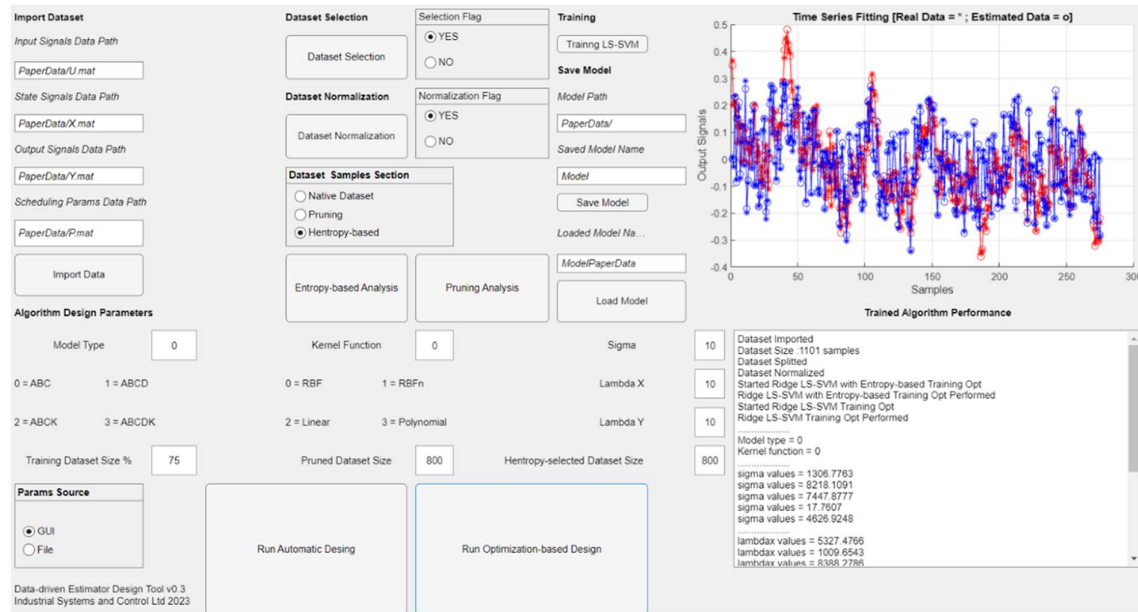 Import Dataset
Input Signals Data Path
PaperData/U.mat
State Signals Data Path
PaperData/X.mat
Output Signals Data Path
PaperData/Y.mat
Scheduling Params Data Path
PaperData/P.mat
Import Data
Dataset Selection
Dataset Selection
Selection Flag
YES
NO
Dataset Normalization
Dataset Normalization
Normalization Flag
YES
NO
Dataset Samples Section
Native Dataset
Pruning
Hentropy-based
Entropy-based Analysis
Pruning Analysis
Training
Trainng LS-SVM
Save Model
Model Path
PaperData/
Saved Model Name
Model
Save Model
Loaded Model Na...
ModelPaperData
Load Model
Time Series Fitting [Real Data = * ; Estimated Data = o]
Output Signals
0.5
0.4
0.3
0.2
0.1
0
-0.1
-0.2
-0.3
-0.4
0 50 100 150 200 250 300
Samples
Algorithm Design Parameters
Model Type 0
Kernel Function 0
Sigma 10
0 = ABC 1 = ABCD
0 = RBF 1 = RBFn
Lambda X 10
2 = ABCK 3 = ABCDK
2 = Linear 3 = Polynomial
Lambda Y 10
Training Dataset Size % 75
Pruned Dataset Size 800
Hentropy-selected Dataset Size 800
Params Source
GUI
File
Run Automatic Desing
Run Optimization-based Design
Data-driven Estimator Design Tool v0.3
Industrial Systems and Control Ltd 2023
Trained Algorithm Performance
Dataset Imported
Dataset Size :1101 samples
Dataset Splitted
Dataset Normalized
Started Ridge LS-SVM with Entropy-based Training Opt
Ridge LS-SVM with Entropy-based Training Opt Performed
Started Ridge LS-SVM Training Opt
Ridge LS-SVM Training Opt Performed
..................
Model type = 0
Kernel function = 0
..................
sigma values = 1306.7763
sigma values = 8218.1091
sigma values = 7447.8777
sigma values = 17.7607
sigma values = 4626.9248
..................
lambdax values = 5327.4766
lambdax values = 1009.6543
lambdax values = 8388.2786